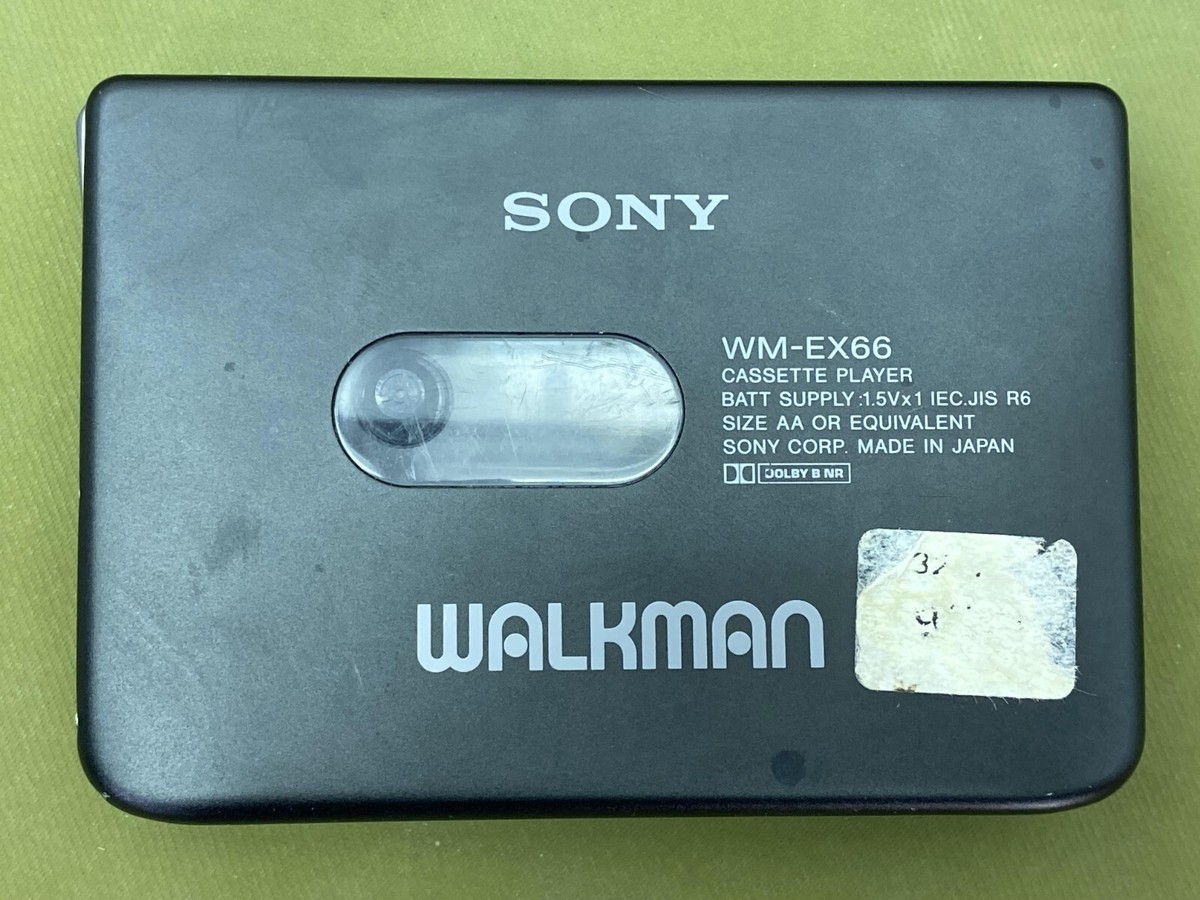 SONY
WM-EX66
CASSETTE PLAYER
BATT SUPPLY:1.5Vx1 IEC.JIS R6
SIZE AA OR EQUIVALENT
SONY CORP. MADE IN JAPAN
DOLBY B NR
WALKMAN